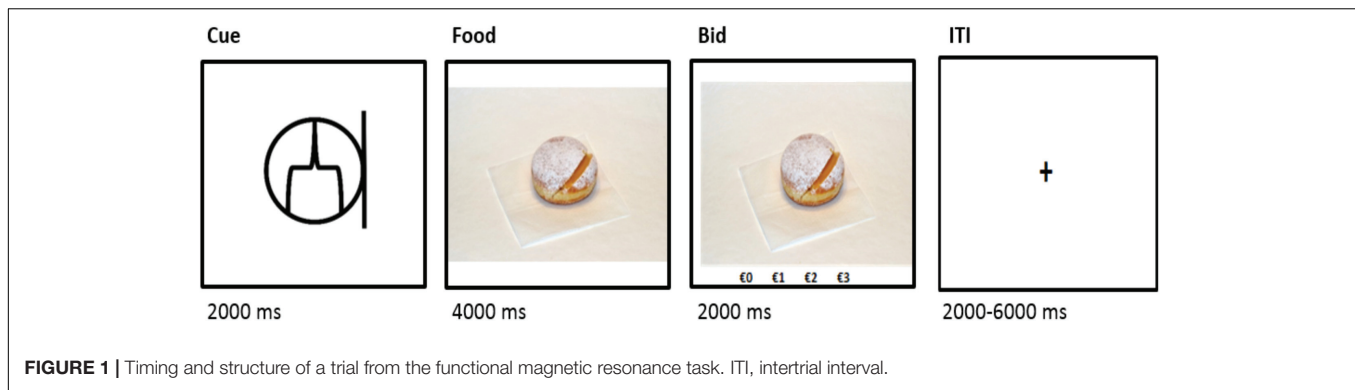 Cue Food Bid ITI
€0 €1 €2 €3
2000 ms 4000 ms 2000 ms 2000-6000 ms
FIGURE 1 | Timing and structure of a trial from the functional magnetic resonance task. ITI, intertrial interval.